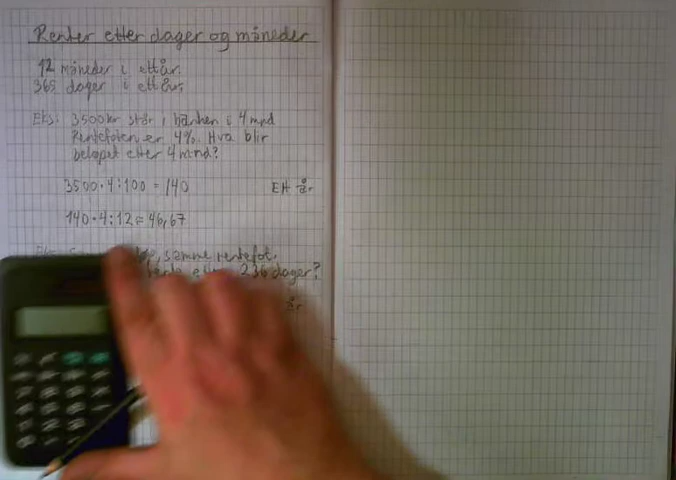 Renter etter dager og måneder
12 måneder i ett år.
365 dager i ett år.
Eks: 3500 kr står i banken i 4 mnd
Rentefoten er 4%. Hva blir
beløpet etter 4 mnd?
3500·4:100 = 140 Ett år
140·4:12 = 46,67
samme rentefot.
236 dager?
år